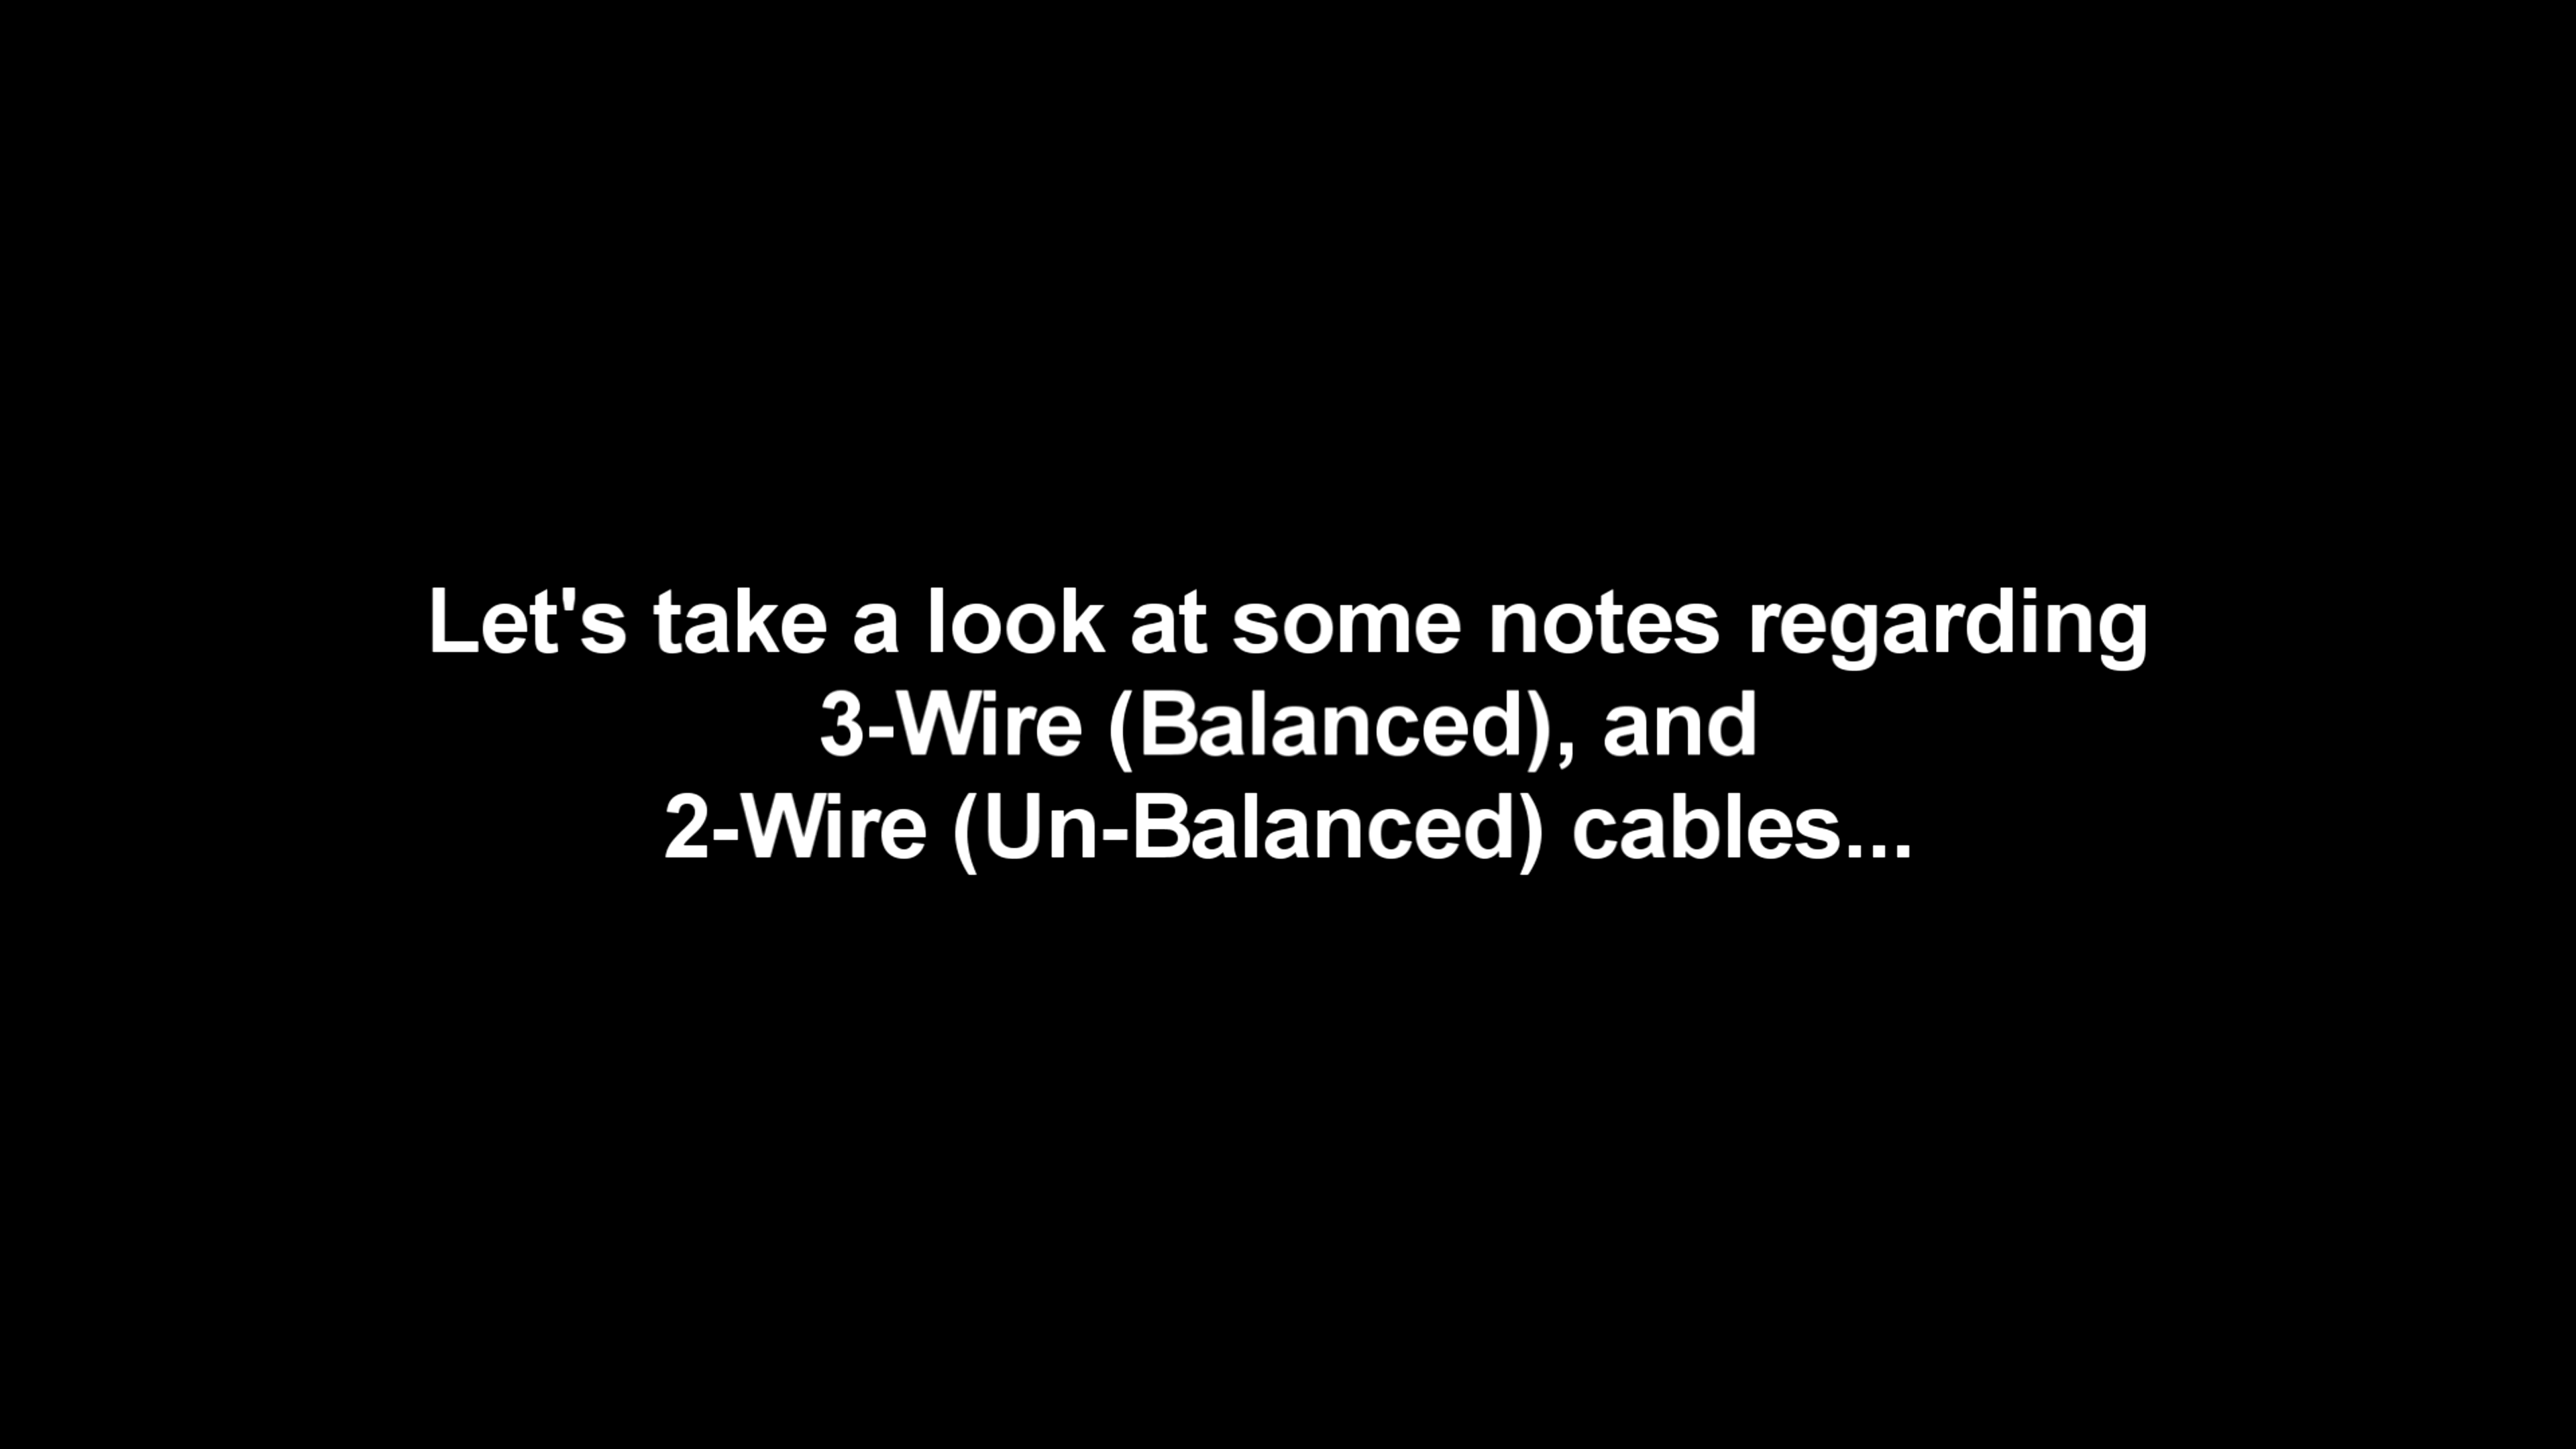 Let's take a look at some notes regarding
3-Wire (Balanced), and
2-Wire (Un-Balanced) cables...